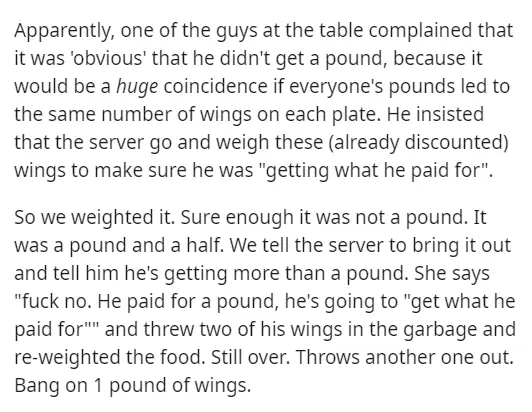 Apparently, one of the guys at the table complained that
it was 'obvious' that he didn't get a pound, because it
would be a huge coincidence if everyone's pounds led to
the same number of wings on each plate. He insisted
that the server go and weigh these (already discounted)
wings to make sure he was "getting what he paid for".
So we weighted it. Sure enough it was not a pound. It
was a pound and a half. We tell the server to bring it out
and tell him he's getting more than a pound. She says
"fuck no. He paid for a pound, he's going to "get what he
paid for"" and threw two of his wings in the garbage and
re-weighted the food. Still over. Throws another one out.
Bang on 1 pound of wings.